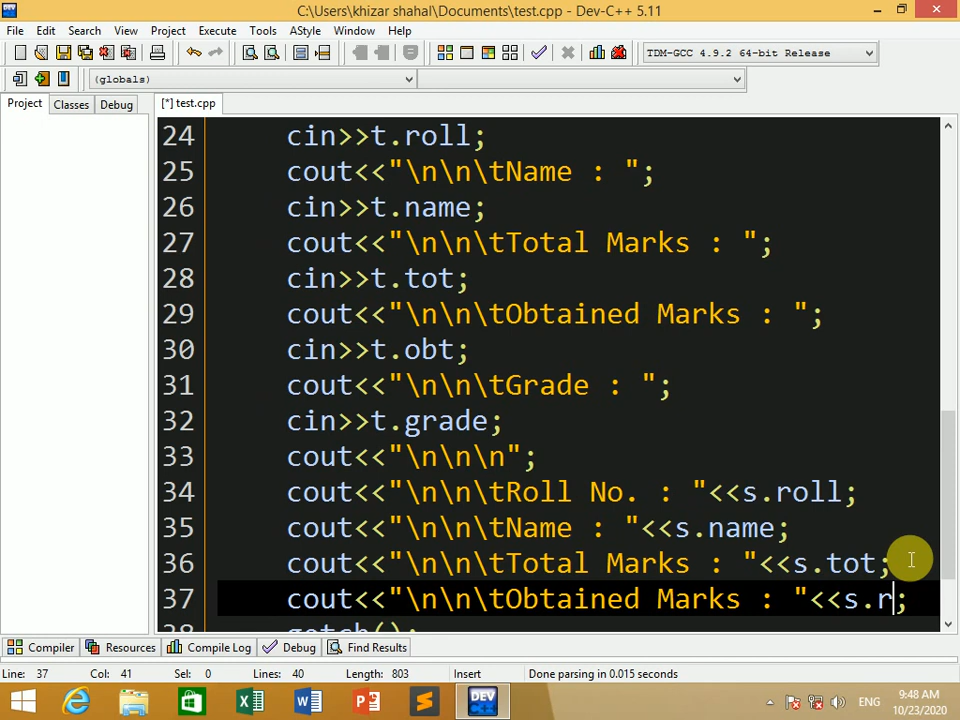 C:\Users\khizar shahal\Documents\test.cpp - Dev-C++ 5.11
File Edit Search View Project Execute Tools AStyle Window Help
TDM-GCC 4.9.2 64-bit Release
(globals)
Project Classes Debug [*] test.cpp
24 cin>>t.roll;
25 cout<<"\n\n\tName : ";
26 cin>>t.name;
27 cout<<"\n\n\tTotal Marks : ";
28 cin>>t.tot;
29 cout<<"\n\n\tObtained Marks : ";
30 cin>>t.obt;
31 cout<<"\n\n\tGrade : ";
32 cin>>t.grade;
33 cout<<"\n\n\n";
34 cout<<"\n\n\tRoll No. : "<<s.roll;
35 cout<<"\n\n\tName : "<<s.name;
36 cout<<"\n\n\tTotal Marks : "<<s.tot;
37 cout<<"\n\n\tObtained Marks : "<<s.r;
38 getch();
Compiler Resources Compile Log Debug Find Results
Line: 37 Col: 41 Lines: 40 Length: 803 Insert Done parsing in 0.015 seconds
DEV C++
ENG
9:48 AM
10/23/2020